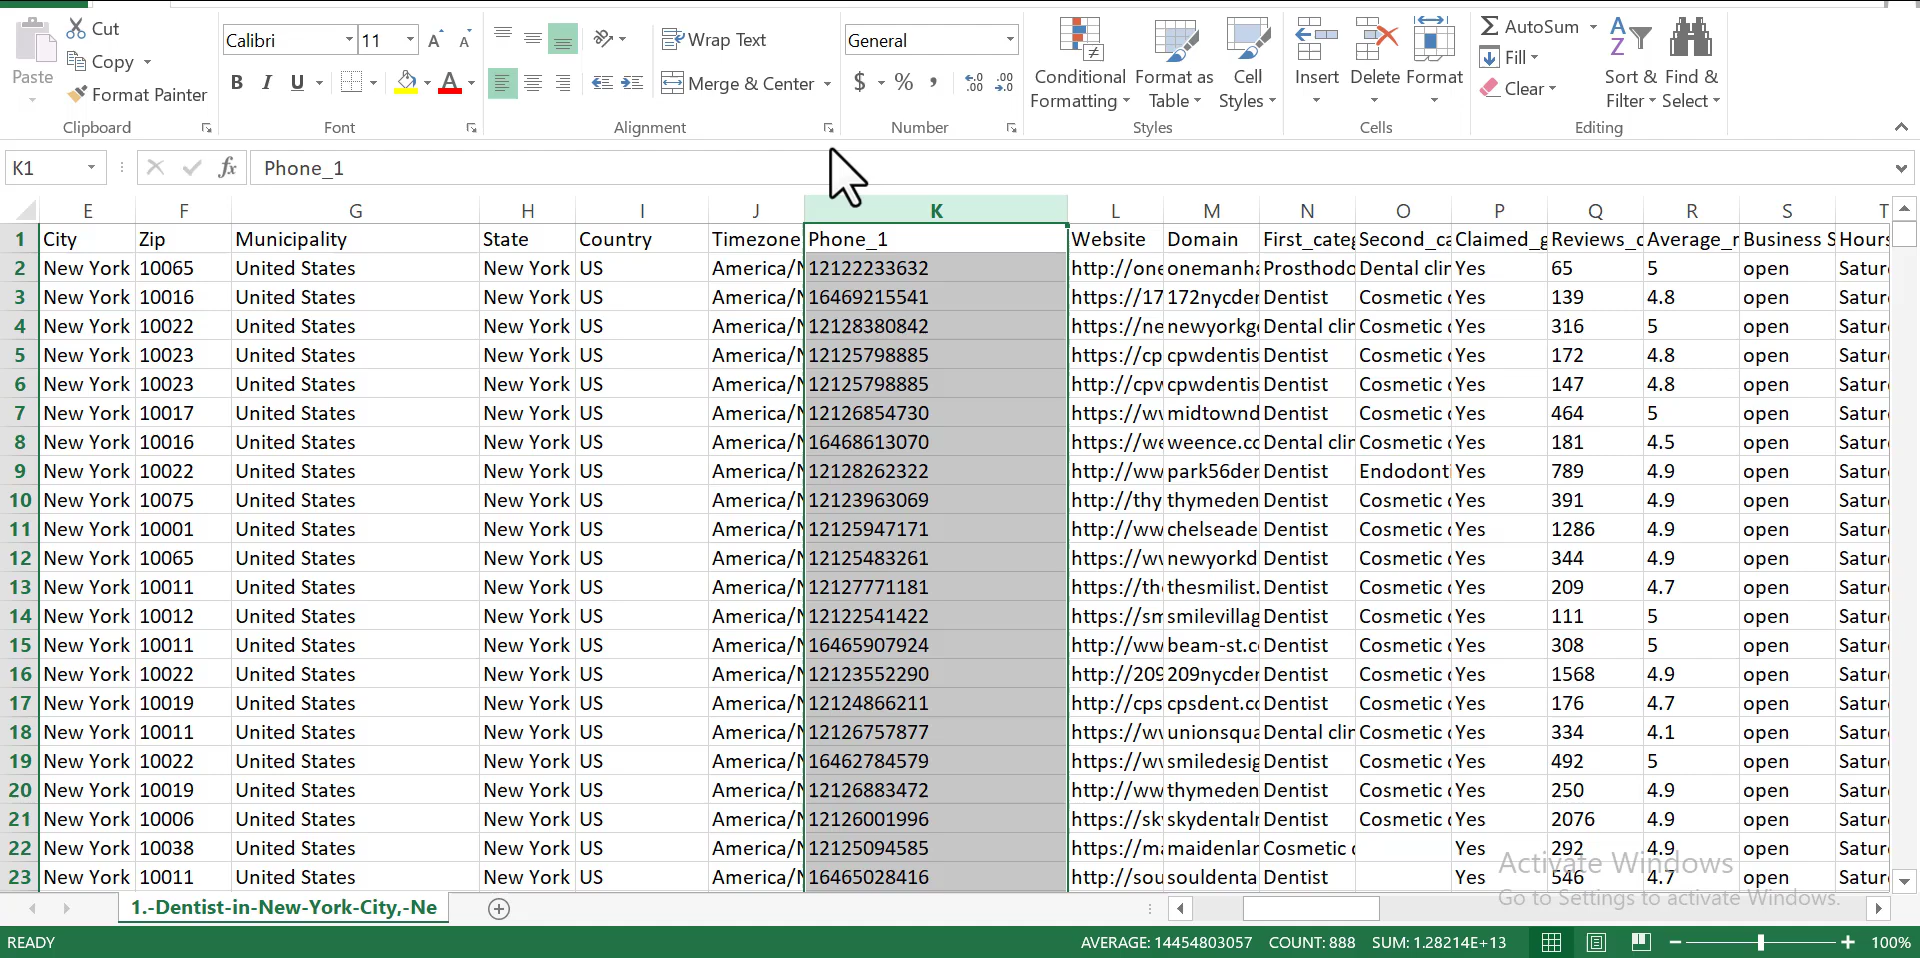 Cut
Calibri 11
Wrap Text
General
AutoSum
Paste
Copy
Fill
Format Painter
B I U
Merge & Center
$ % ,
Conditional Formatting
Format as Table
Cell Styles
Insert Delete Format
Clear
Sort & Filter
Find & Select
Clipboard Font Alignment Number Styles Cells Editing
K1 fx Phone_1
E F G H I J K L M N O P Q R S T
1 City Zip Municipality State Country Timezone Phone_1 Website Domain First_categ Second_ca Claimed_g Reviews_c Average_r Business S Hours
2 New York 10065 United States New York US America/N 12122233632 http://one onemanha Prosthodo Dental clin Yes 65 5 open Satur
3 New York 10016 United States New York US America/N 16469215541 https://17 172nycder Dentist Cosmetic c Yes 139 4.8 open Satur
4 New York 10022 United States New York US America/N 12128380842 https://ne newyorkg Dental clin Cosmetic c Yes 316 5 open Satur
5 New York 10023 United States New York US America/N 12125798885 https://cp cpwdentis Dentist Cosmetic c Yes 172 4.8 open Satur
6 New York 10023 United States New York US America/N 12125798885 http://cpw cpwdentis Dentist Cosmetic c Yes 147 4.8 open Satur
7 New York 10017 United States New York US America/N 12126854730 https://w midtownd Dentist Cosmetic c Yes 464 5 open Satur
8 New York 10016 United States New York US America/N 16468613070 https://we weence.co Dental clin Cosmetic c Yes 181 4.5 open Satur
9 New York 10022 United States New York US America/N 12128262322 http://ww park56der Dentist Endodonti Yes 789 4.9 open Satur
10 New York 10075 United States New York US America/N 12123963069 http://thy thymeden Dentist Cosmetic c Yes 391 4.9 open Satur
11 New York 10001 United States New York US America/N 12125947171 http://ww chelseade Dentist Cosmetic c Yes 1286 4.9 open Satur
12 New York 10065 United States New York US America/N 12125483261 https://w newyorkd Dentist Cosmetic c Yes 344 4.9 open Satur
13 New York 10011 United States New York US America/N 12127771181 https://th thesmilist. Dentist Cosmetic c Yes 209 4.7 open Satur
14 New York 10012 United States New York US America/N 12122541422 https://sm smilevillag Dentist Cosmetic c Yes 111 5 open Satur
15 New York 10011 United States New York US America/N 16465907924 http://ww beam-st.c Dentist Cosmetic c Yes 308 5 open Satur
16 New York 10022 United States New York US America/N 12123552290 http://209 209nycder Dentist Cosmetic c Yes 1568 4.9 open Satur
17 New York 10019 United States New York US America/N 12124866211 http://cps cpsdent.co Dentist Cosmetic c Yes 176 4.7 open Satur
18 New York 10011 United States New York US America/N 12126757877 https://w unionsqua Dental clin Cosmetic c Yes 334 4.1 open Satur
19 New York 10022 United States New York US America/N 16462784579 https://w smiledesig Dentist Cosmetic c Yes 492 5 open Satur
20 New York 10019 United States New York US America/N 12126883472 http://ww thymeden Dentist Cosmetic c Yes 250 4.9 open Satur
21 New York 10006 United States New York US America/N 12126001996 https://sk skydentalr Dentist Cosmetic c Yes 2076 4.9 open Satur
22 New York 10038 United States New York US America/N 12125094585 https://ma maidenlar Cosmetic c Yes 292 4.9 open Satur
23 New York 10011 United States New York US America/N 16465028416 http://sou souldenta Dentist Yes 546 4.7 open Satur
Activate Windows
Go to Settings to activate Windows.
1.-Dentist-in-New-York-City,-Ne
READY AVERAGE: 14454803057 COUNT: 888 SUM: 1.28214E+13 100%